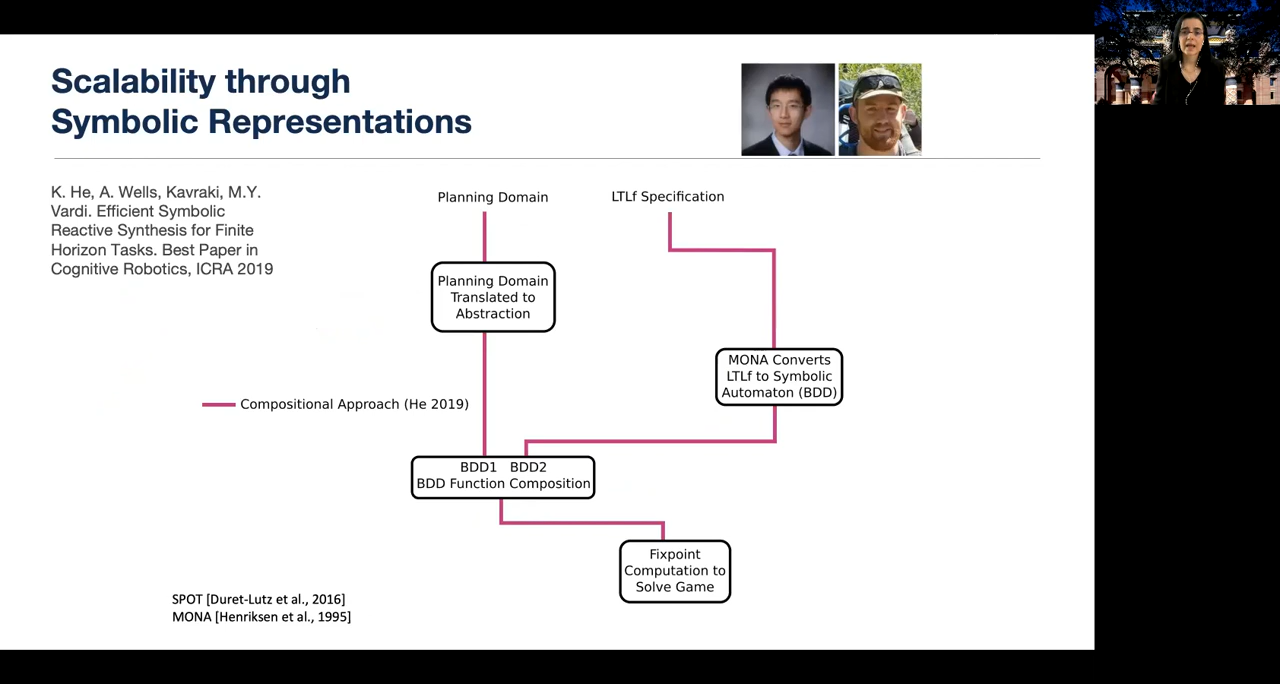 Scalability through
Symbolic Representations
K. He, A. Wells, Kavraki, M.Y.
Vardi. Efficient Symbolic
Reactive Synthesis for Finite
Horizon Tasks. Best Paper in
Cognitive Robotics, ICRA 2019
Planning Domain
LTLf Specification
Planning Domain
Translated to
Abstraction
MONA Converts
LTLf to Symbolic
Automaton (BDD)
Compositional Approach (He 2019)
BDD1 BDD2
BDD Function Composition
Fixpoint
Computation to
Solve Game
SPOT [Duret-Lutz et al., 2016]
MONA [Henriksen et al., 1995]